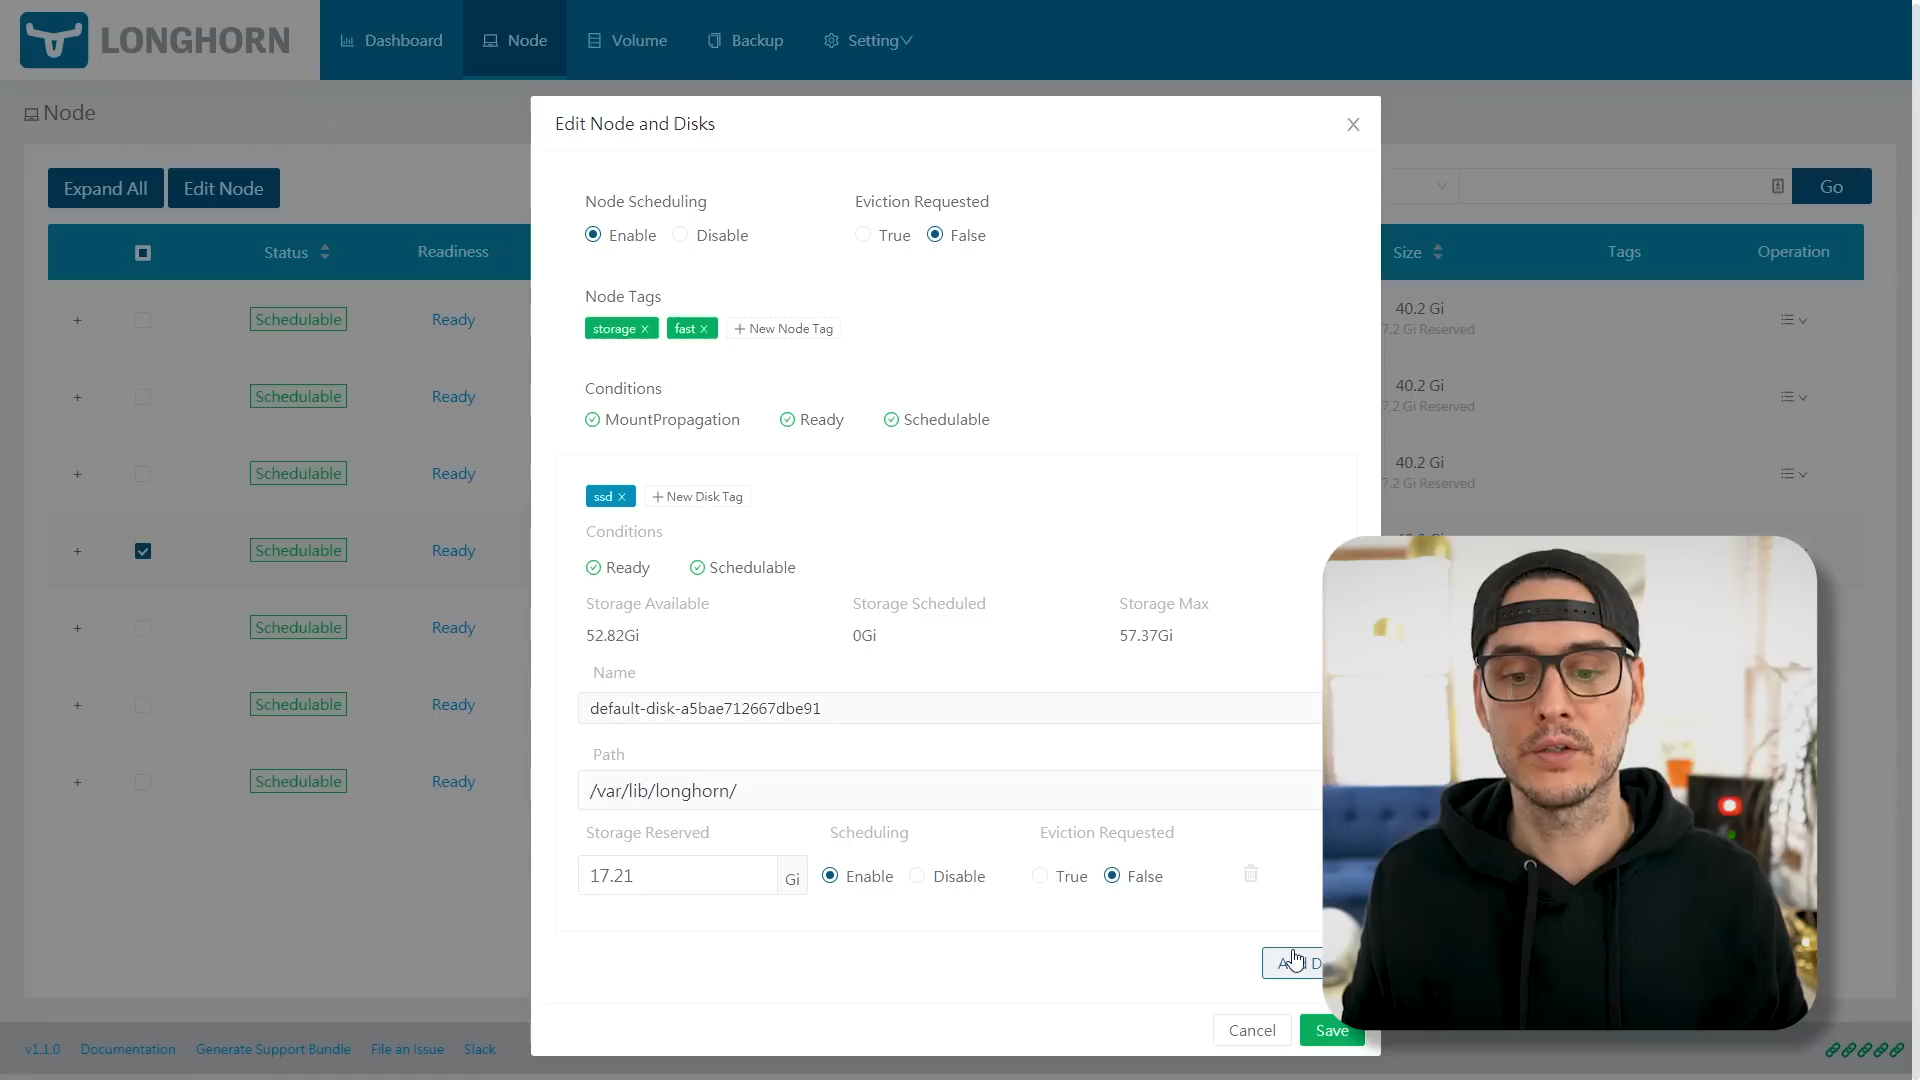 LONGHORN
Dashboard
Node
Volume
Backup
Setting
Node
Expand All
Edit Node
Go
Status
Readiness
Size
Tags
Operation
Schedulable
Ready
40.2 Gi
7.2 Gi Reserved
Schedulable
Ready
40.2 Gi
7.2 Gi Reserved
Schedulable
Ready
40.2 Gi
7.2 Gi Reserved
Schedulable
Ready
Schedulable
Ready
Schedulable
Ready
Schedulable
Ready
Edit Node and Disks
Node Scheduling
Eviction Requested
Enable
Disable
True
False
Node Tags
storage
fast
+ New Node Tag
Conditions
MountPropagation
Ready
Schedulable
ssd
+ New Disk Tag
Conditions
Ready
Schedulable
Storage Available
Storage Scheduled
Storage Max
52.82Gi
0Gi
57.37Gi
Name
default-disk-a5bae712667dbe91
Path
/var/lib/longhorn/
Storage Reserved
Scheduling
Eviction Requested
17.21
Gi
Enable
Disable
True
False
Cancel
Save
v1.1.0
Documentation
Generate Support Bundle
File an Issue
Slack